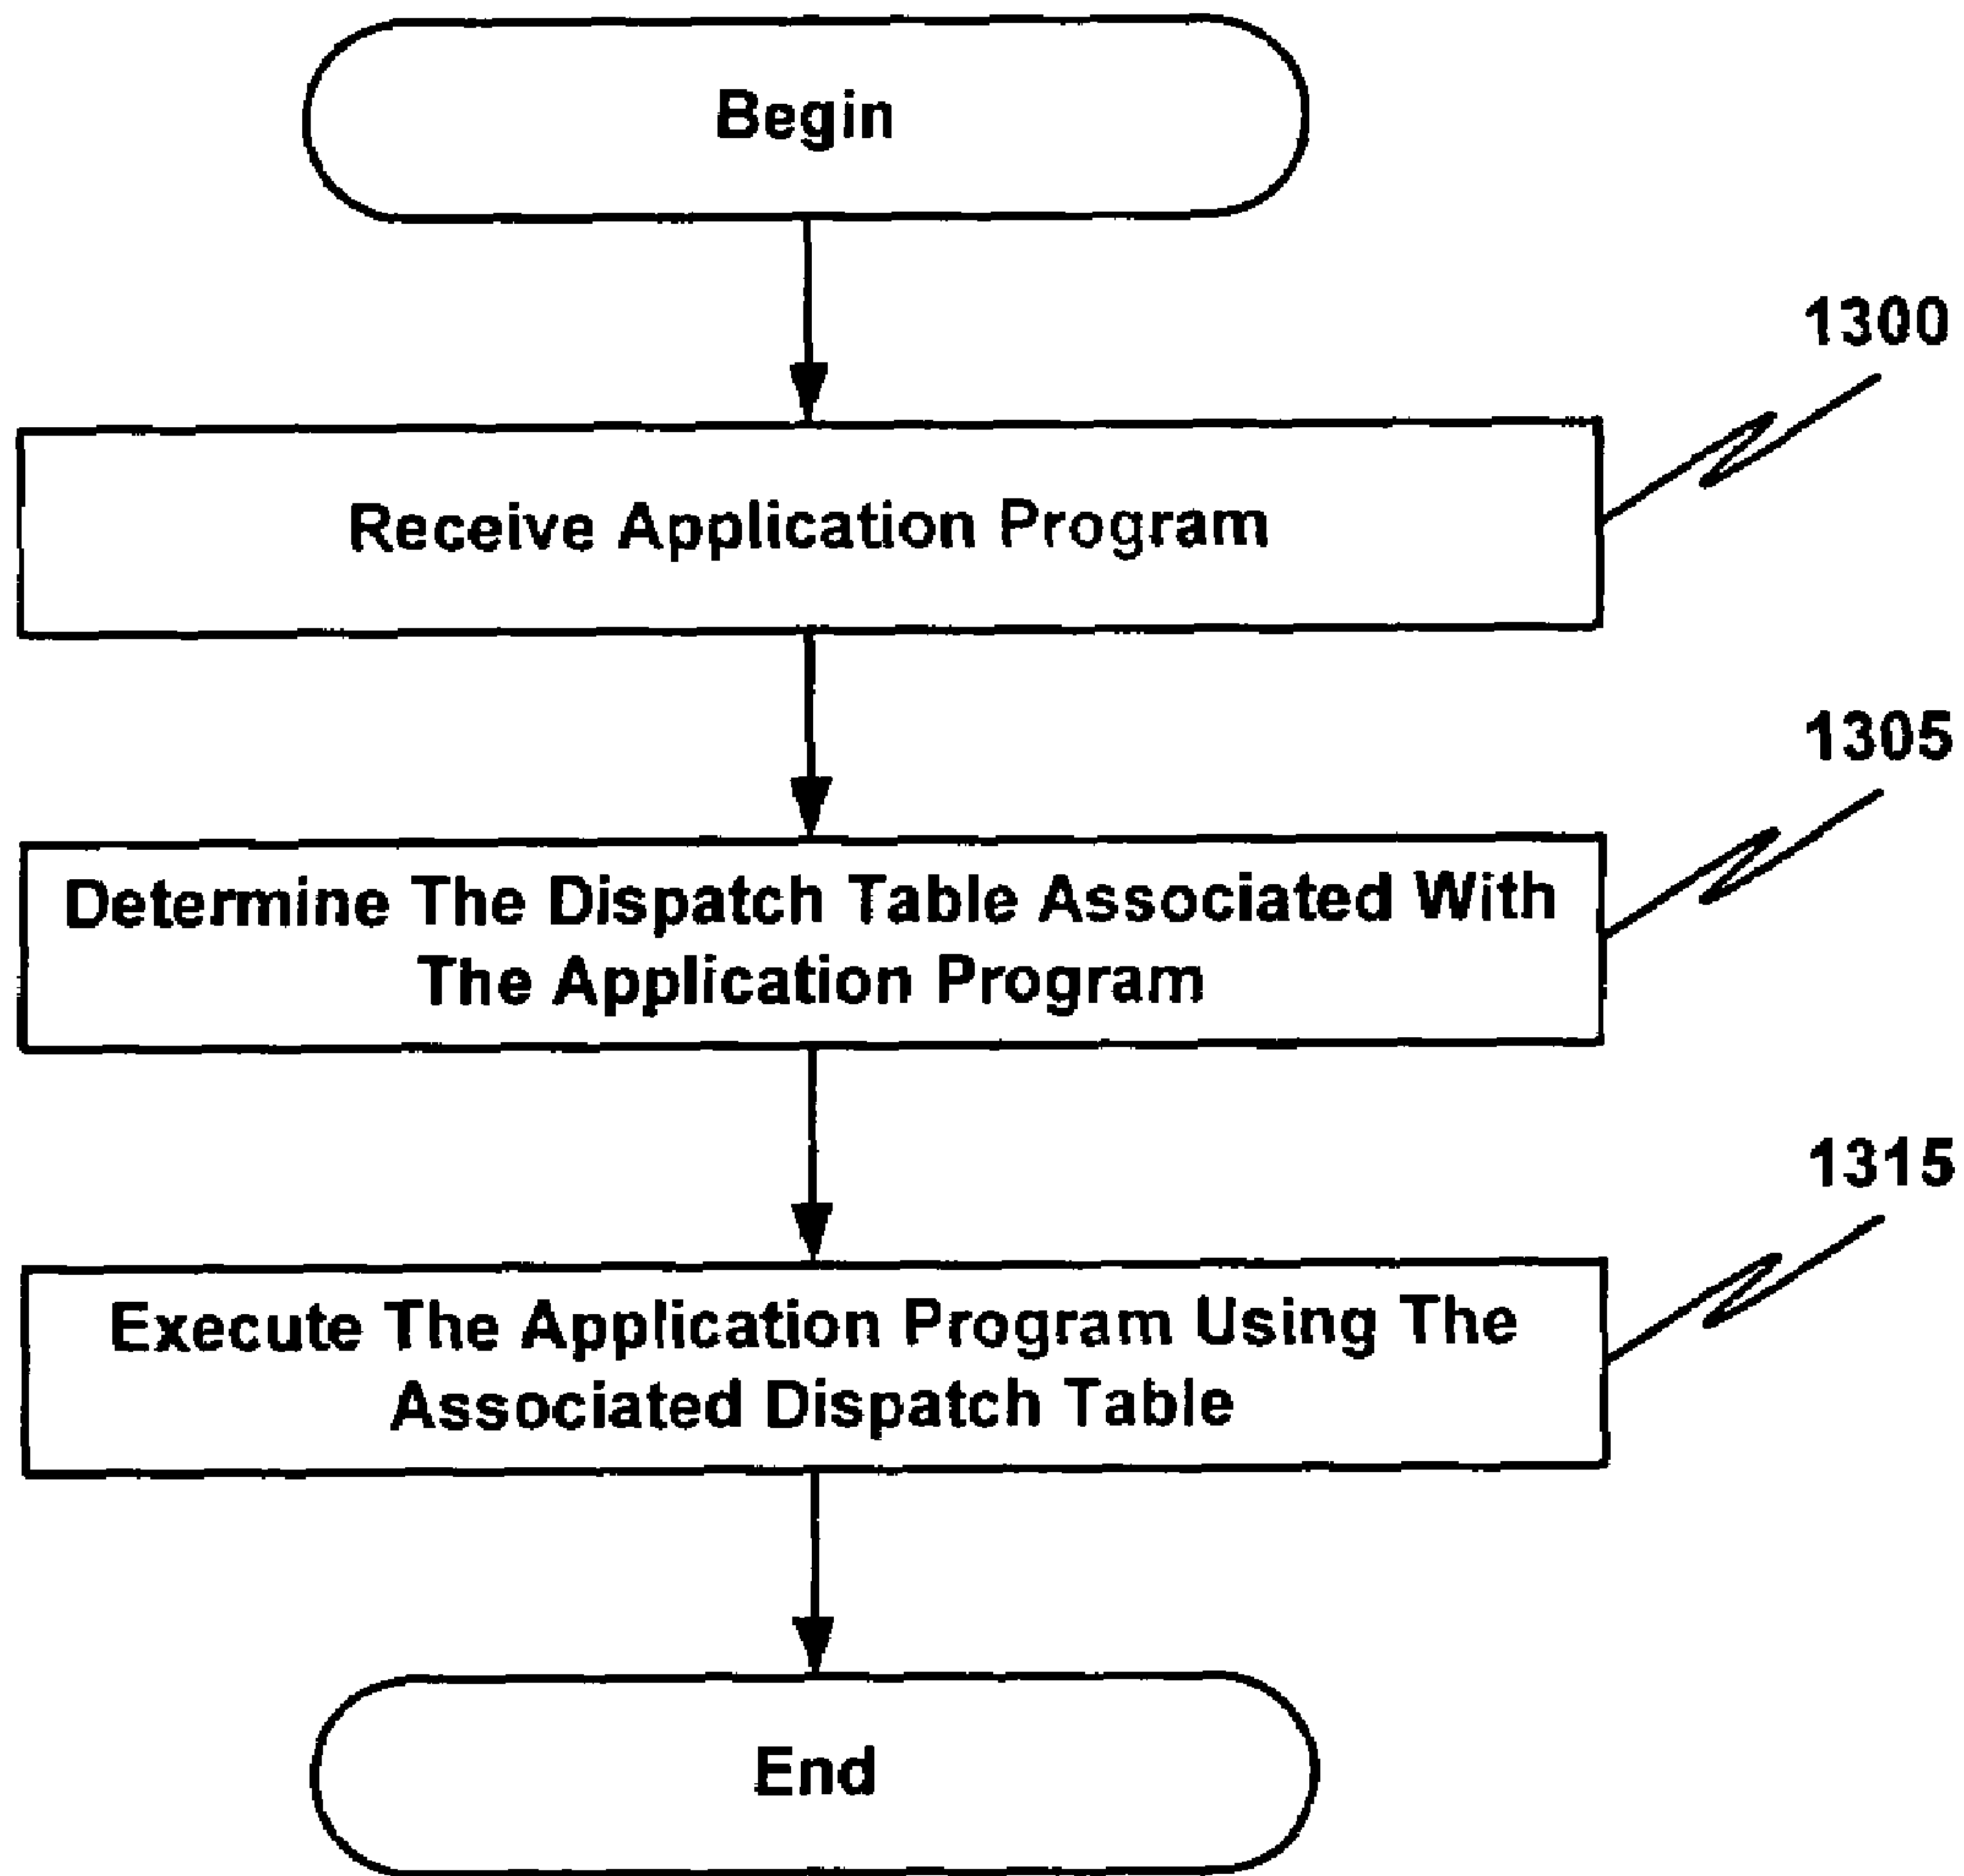 Begin
1300
Receive Application Program
1305
Determine The Dispatch Table Associated With
The Application Program
1315
Execute The Application Program Using The
Associated Dispatch Table
End